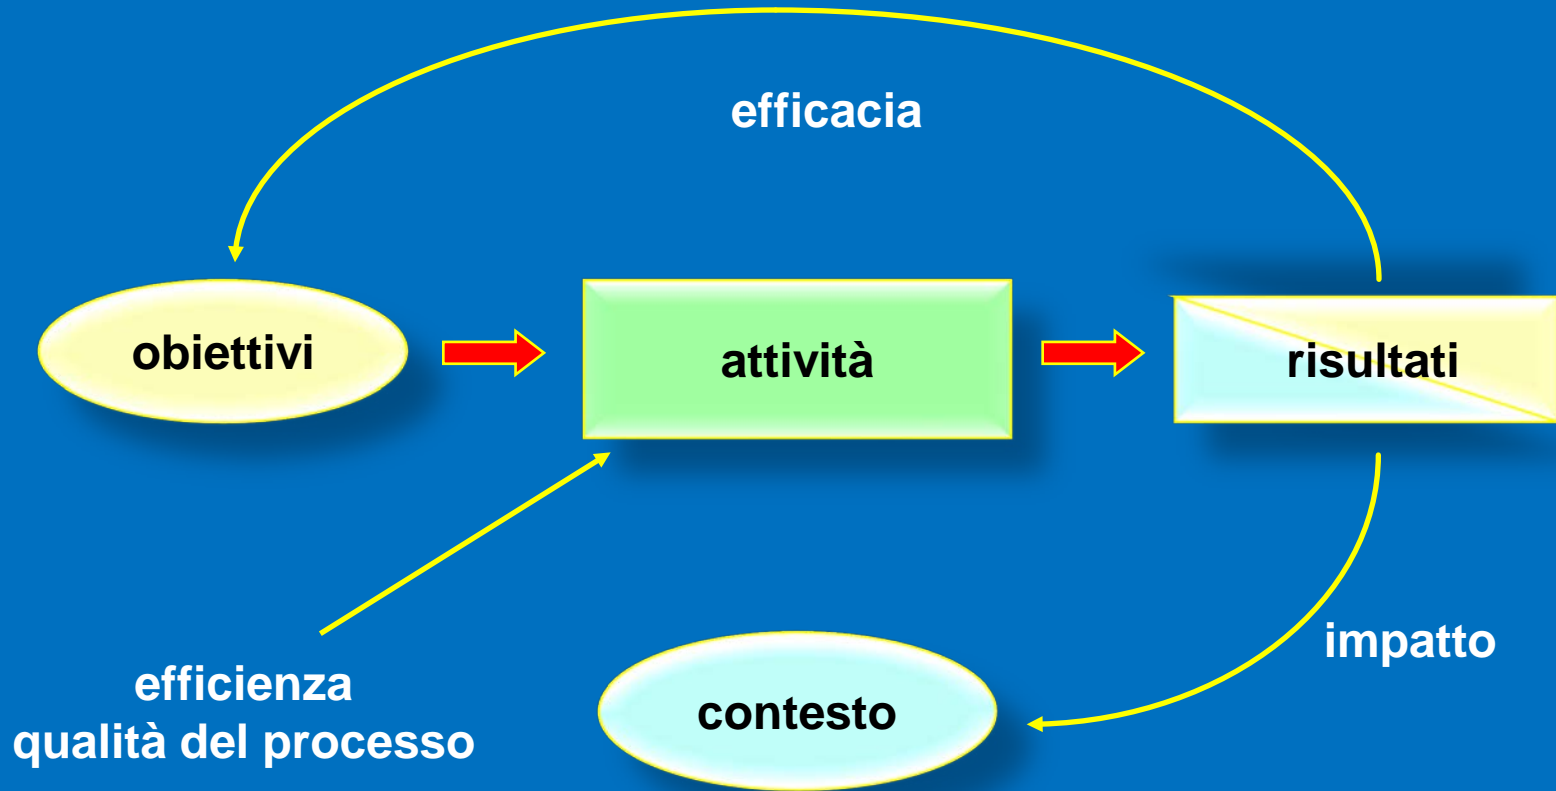 efficacia
obiettivi
attività
risultati
impatto
efficienza
qualità del processo
contesto